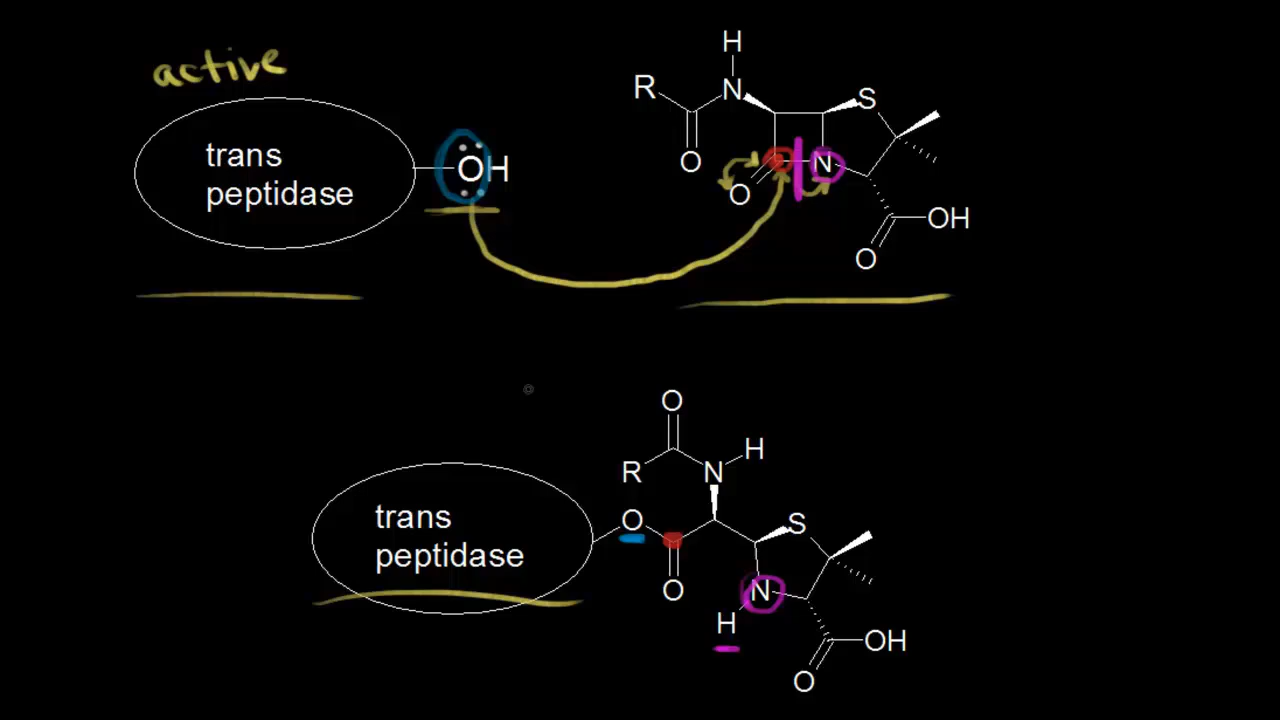 active
trans
peptidase
OH
H
R
N
S
O
O
N
OH
O
O
H
R
N
trans
peptidase
O
S
O
N
H
OH
O